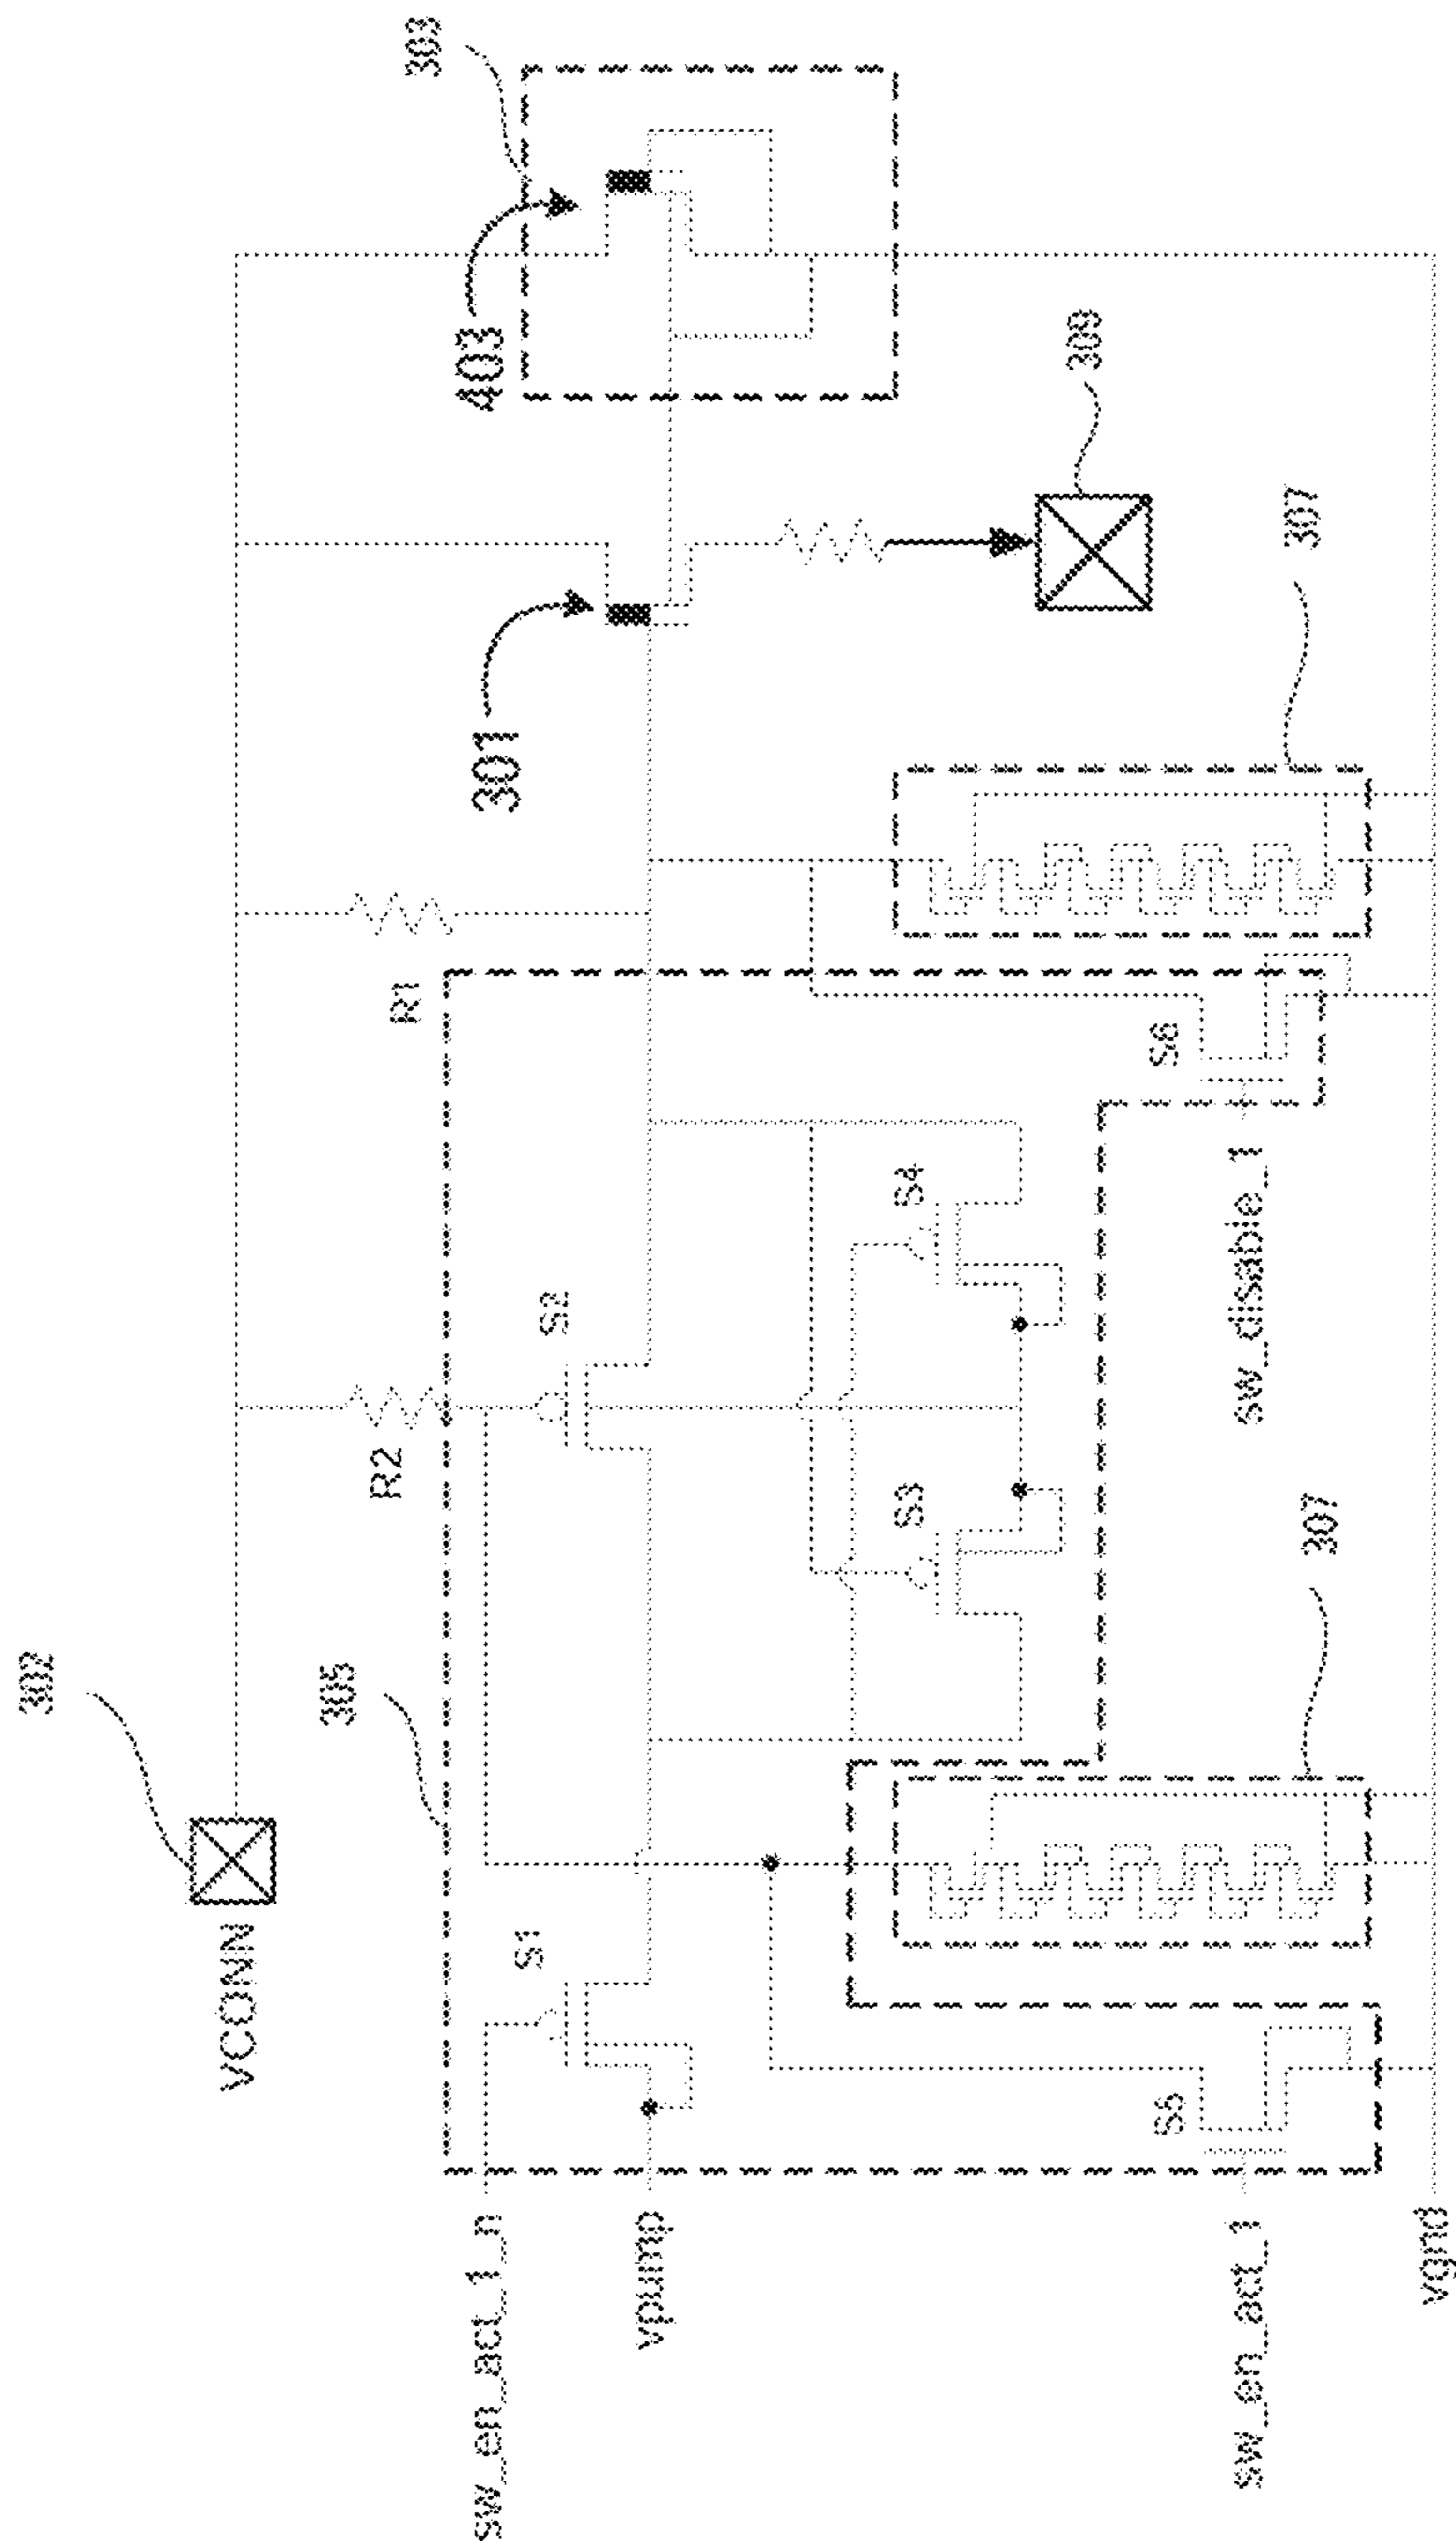 302
VCONN
305
R2
R1
303
403
301
sw_en_act_1_n
S1
S2
vpump
S3
S4
309
S5
S6
sw_en_act_1
sw_disable_1
307
307
vgnd